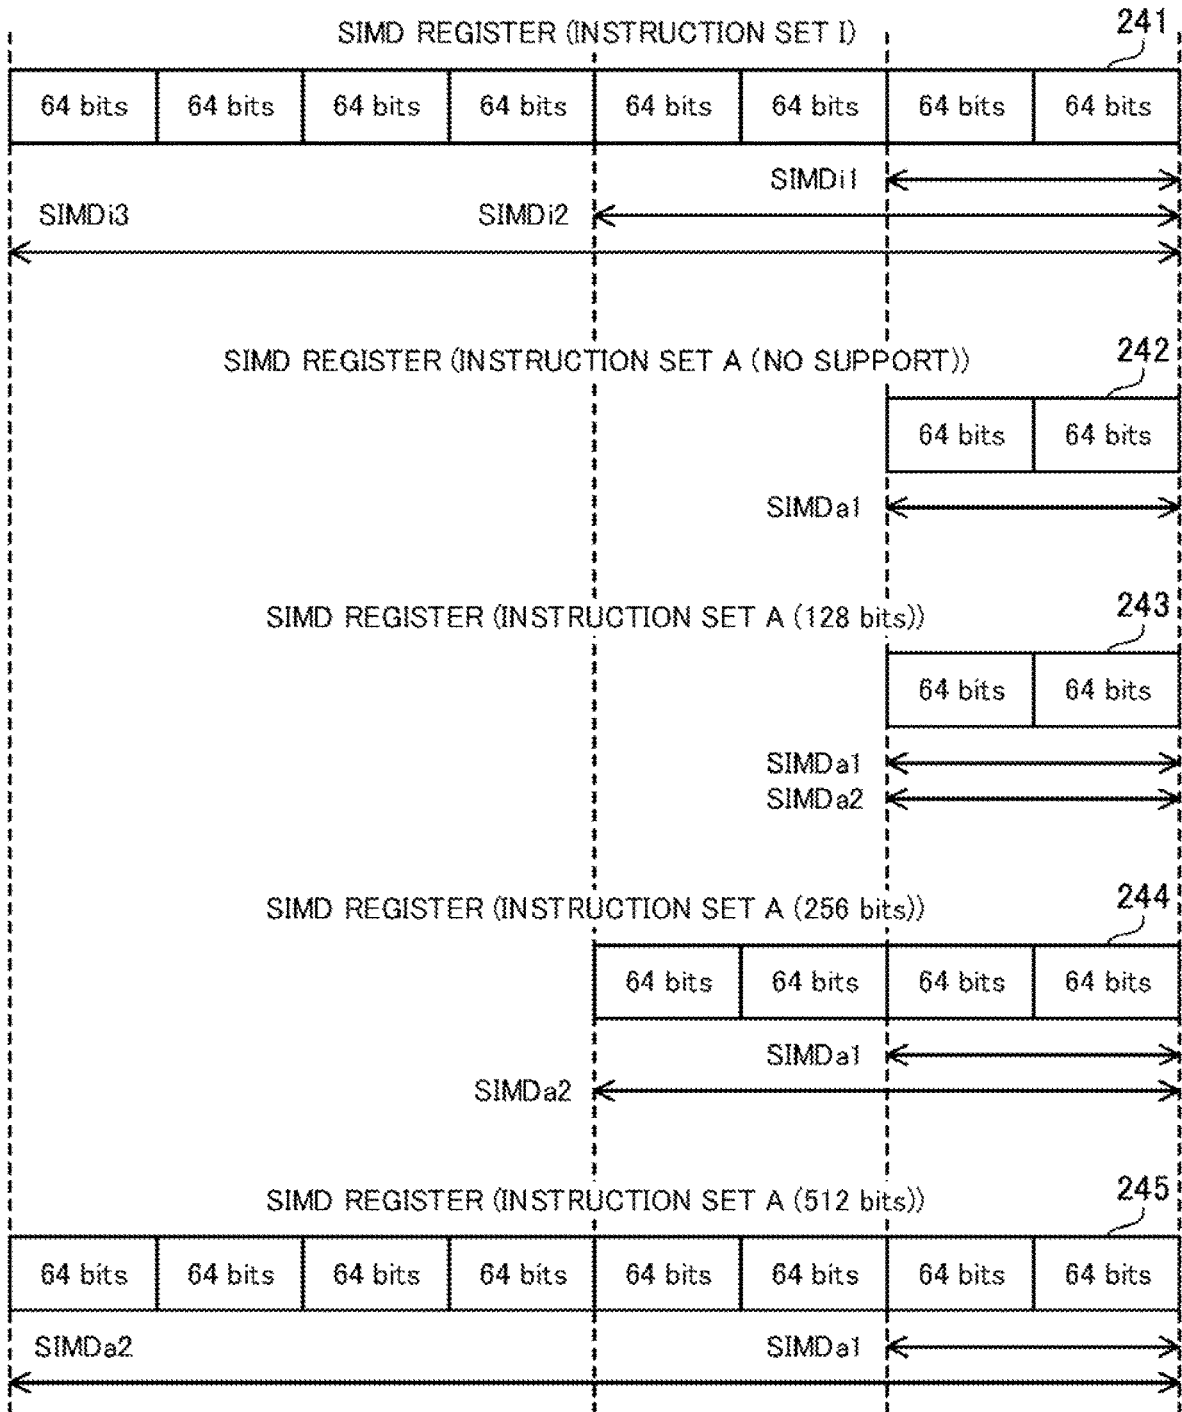 SIMD REGISTER (INSTRUCTION SET I) 241
64 bits 64 bits 64 bits 64 bits 64 bits 64 bits 64 bits 64 bits
SIMDi1
SIMDi3 SIMDi2
SIMD REGISTER (INSTRUCTION SET A (NO SUPPORT)) 242
64 bits 64 bits
SIMDa1
SIMD REGISTER (INSTRUCTION SET A (128 bits)) 243
64 bits 64 bits
SIMDa1
SIMDa2
SIMD REGISTER (INSTRUCTION SET A (256 bits)) 244
64 bits 64 bits 64 bits 64 bits
SIMDa1
SIMDa2
SIMD REGISTER (INSTRUCTION SET A (512 bits)) 245
64 bits 64 bits 64 bits 64 bits 64 bits 64 bits 64 bits 64 bits
SIMDa2 SIMDa1